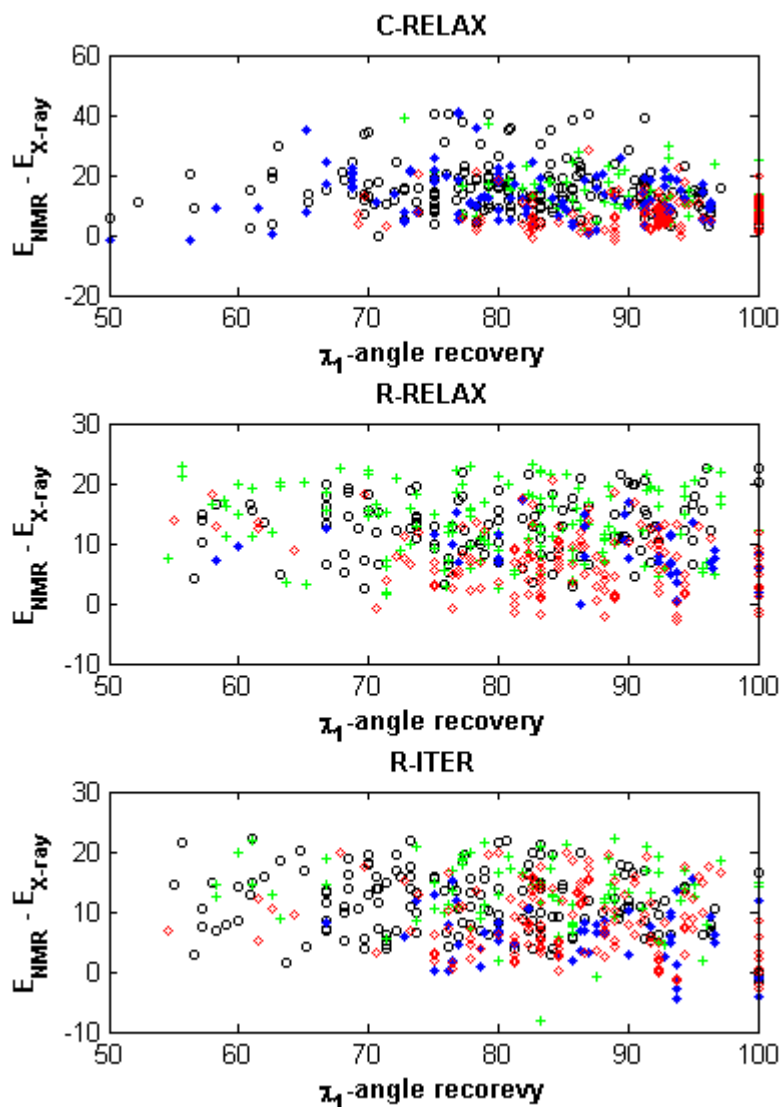 C-RELAX
60
40
20
0
-20
E_NMR - E_X-ray
50 60 70 80 90 100
χ1-angle recovery
R-RELAX
30
20
10
0
-10
E_NMR - E_X-ray
50 60 70 80 90 100
χ1-angle recovery
R-ITER
30
20
10
0
-10
E_NMR - E_X-ray
50 60 70 80 90 100
χ1-angle recorevy